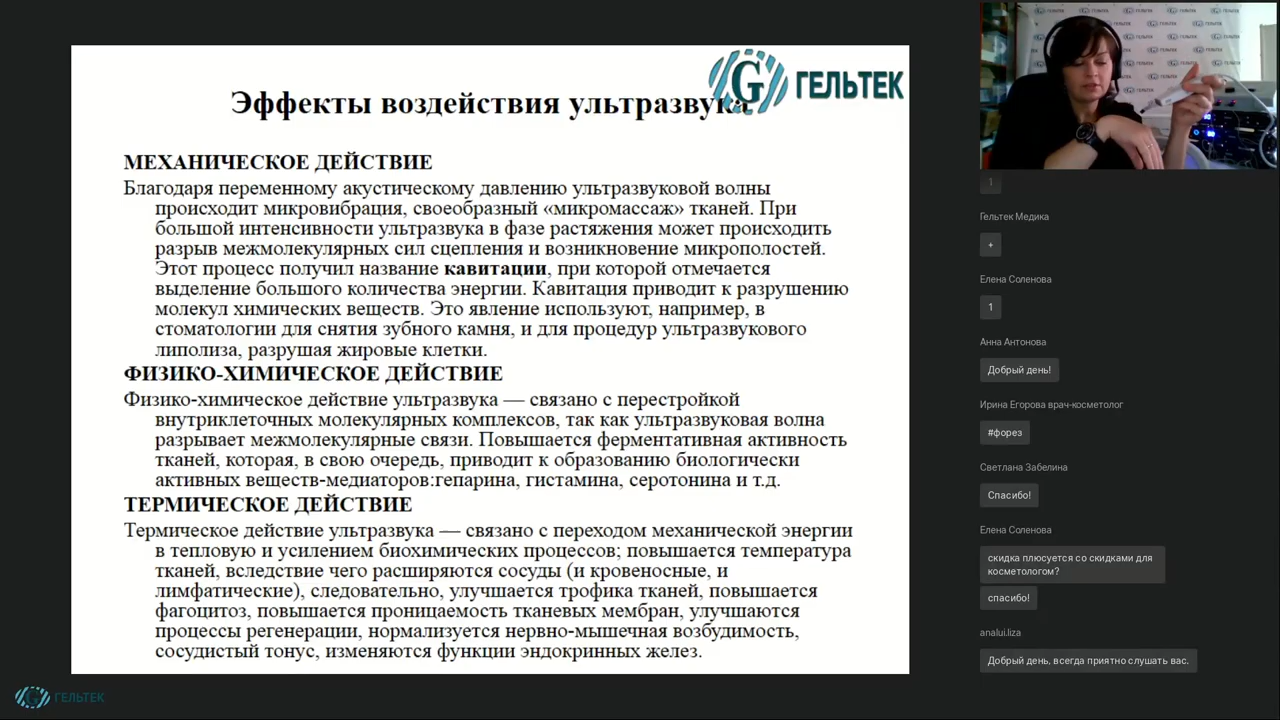 Эффекты воздействия ультразвука
G ГЕЛЬТЕК
МЕХАНИЧЕСКОЕ ДЕЙСТВИЕ
Благодаря переменному акустическому давлению ультразвуковой волны
происходит микровибрация, своеобразный «микромассаж» тканей. При
большой интенсивности ультразвука в фазе растяжения может происходить
разрыв межмолекулярных сил сцепления и возникновение микрополостей.
Этот процесс получил название кавитации, при которой отмечается
выделение большого количества энергии. Кавитация приводит к разрушению
молекул химических веществ. Это явление используют, например, в
стоматологии для снятия зубного камня, и для процедур ультразвукового
липолиза, разрушая жировые клетки.
ФИЗИКО-ХИМИЧЕСКОЕ ДЕЙСТВИЕ
Физико-химическое действие ультразвука — связано с перестройкой
внутриклеточных молекулярных комплексов, так как ультразвуковая волна
разрывает межмолекулярные связи. Повышается ферментативная активность
тканей, которая, в свою очередь, приводит к образованию биологически
активных веществ-медиаторов:гепарина, гистамина, серотонина и т.д.
ТЕРМИЧЕСКОЕ ДЕЙСТВИЕ
Термическое действие ультразвука — связано с переходом механической энергии
в тепловую и усилением биохимических процессов; повышается температура
тканей, вследствие чего расширяются сосуды (и кровеносные, и
лимфатические), следовательно, улучшается трофика тканей, повышается
фагоцитоз, повышается проницаемость тканевых мембран, улучшаются
процессы регенерации, нормализуется нервно-мышечная возбудимость,
сосудистый тонус, изменяются функции эндокринных желез.
G ГЕЛЬТЕК
1
Гельтек Медика
+
Елена Соленова
1
Анна Антонова
Добрый день!
Ирина Егорова врач-косметолог
#форез
Светлана Забелина
Спасибо!
Елена Соленова
скидка плюсуется со скидками для
косметологом?
спасибо!
analui.liza
Добрый день, всегда приятно слушать вас.